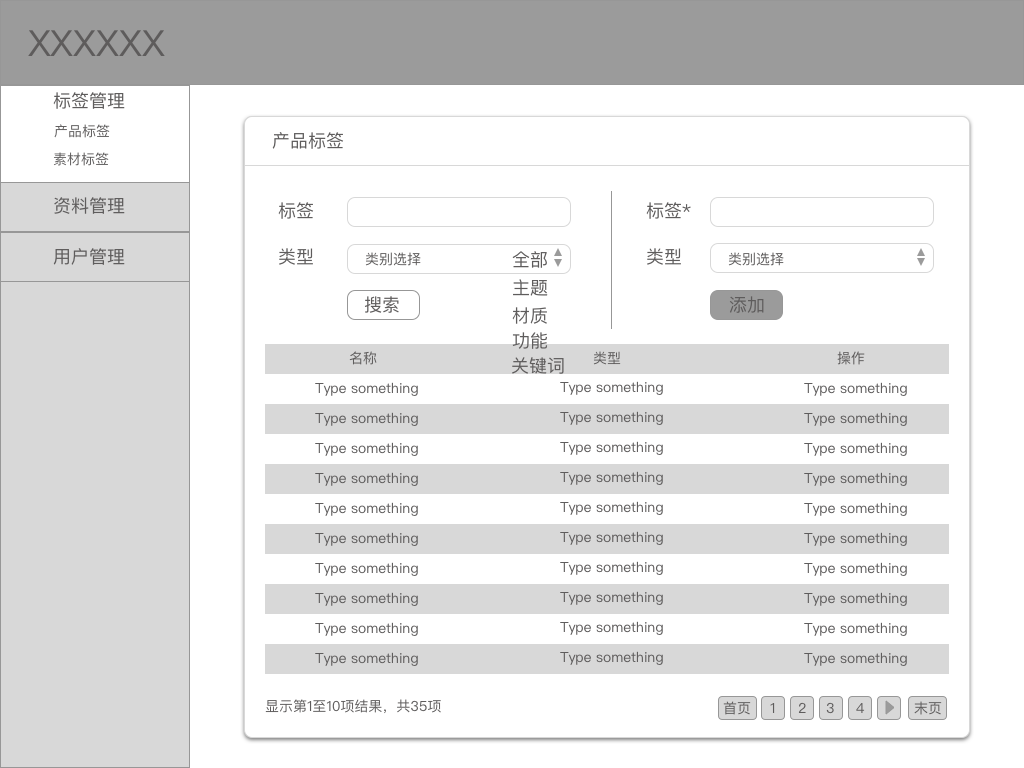 XXXXXX
标签管理
产品标签
素材标签
资料管理
用户管理
产品标签
标签 标签*
类型 类别选择 全部 类型 类别选择
主题
搜索 添加
材质
功能
关键词
名称 类型 操作
Type something Type something Type something
Type something Type something Type something
Type something Type something Type something
Type something Type something Type something
Type something Type something Type something
Type something Type something Type something
Type something Type something Type something
Type something Type something Type something
Type something Type something Type something
Type something Type something Type something
显示第1至10项结果，共35项 首页 1 2 3 4 末页